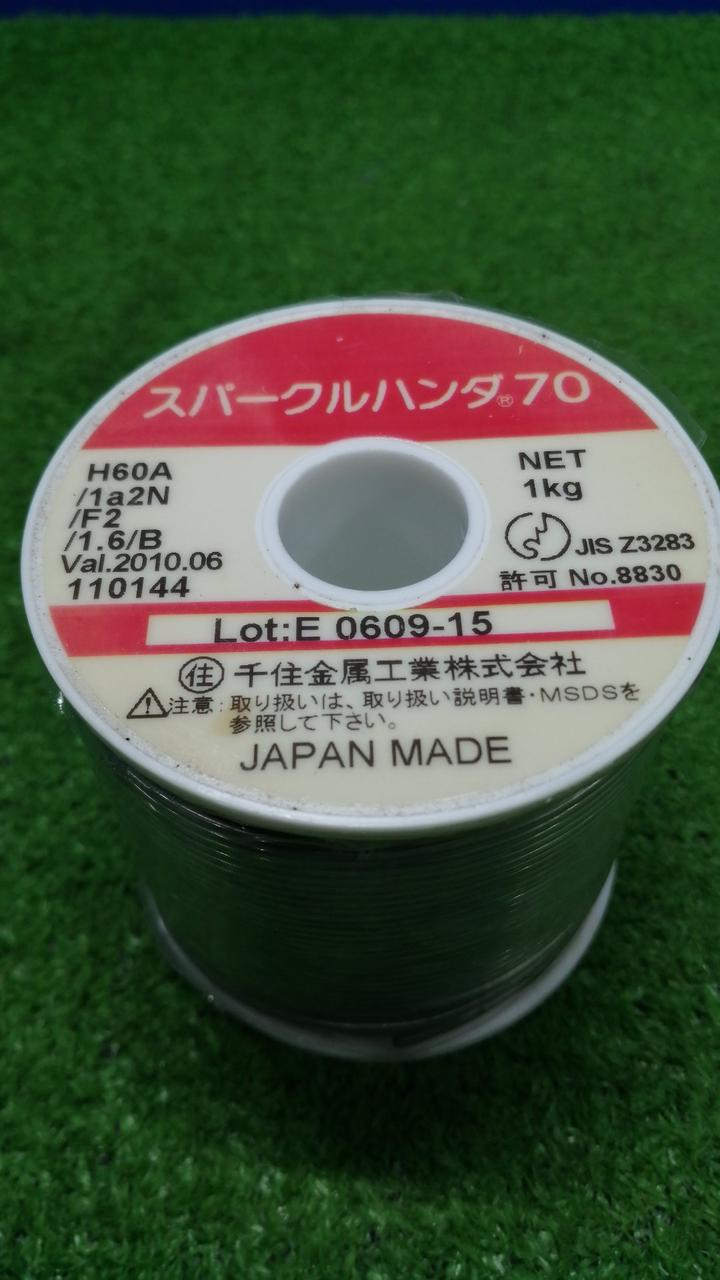 スパークルハンダ®70
H60A
/1a2N
/F2
/1.6/B
Val.2010.06
110144
NET
1kg
JIS Z3283
許可 No.8830
Lot:E 0609-15
住 千住金属工業株式会社
注意:取り扱いは、取り扱い説明書・MSDSを
参照して下さい。
JAPAN MADE